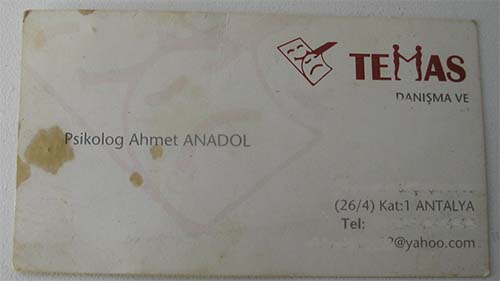 TEMAS
DANIŞMA VE
Psikolog Ahmet ANADOL
(26/4) Kat:1 ANTALYA
Tel:
@yahoo.com